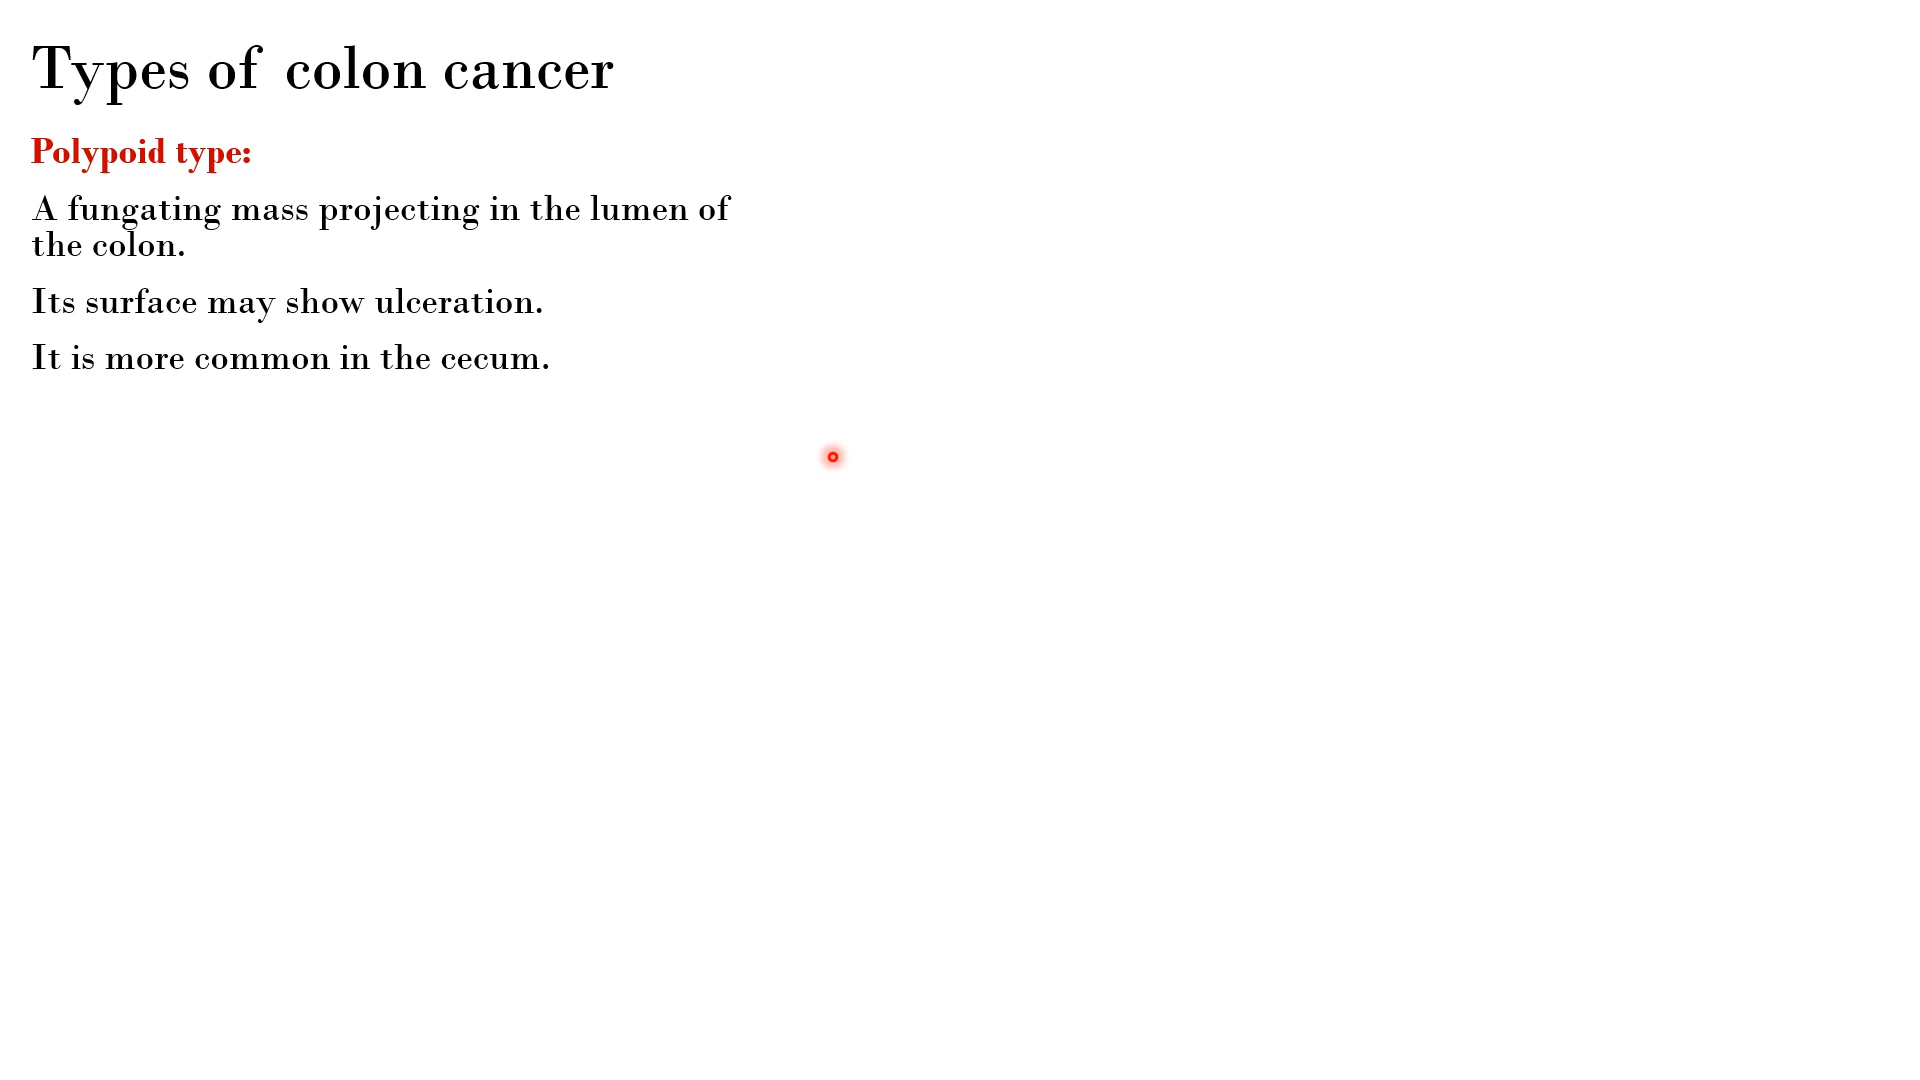 Types of colon cancer
Polypoid type:
A fungating mass projecting in the lumen of
the colon.
Its surface may show ulceration.
It is more common in the cecum.